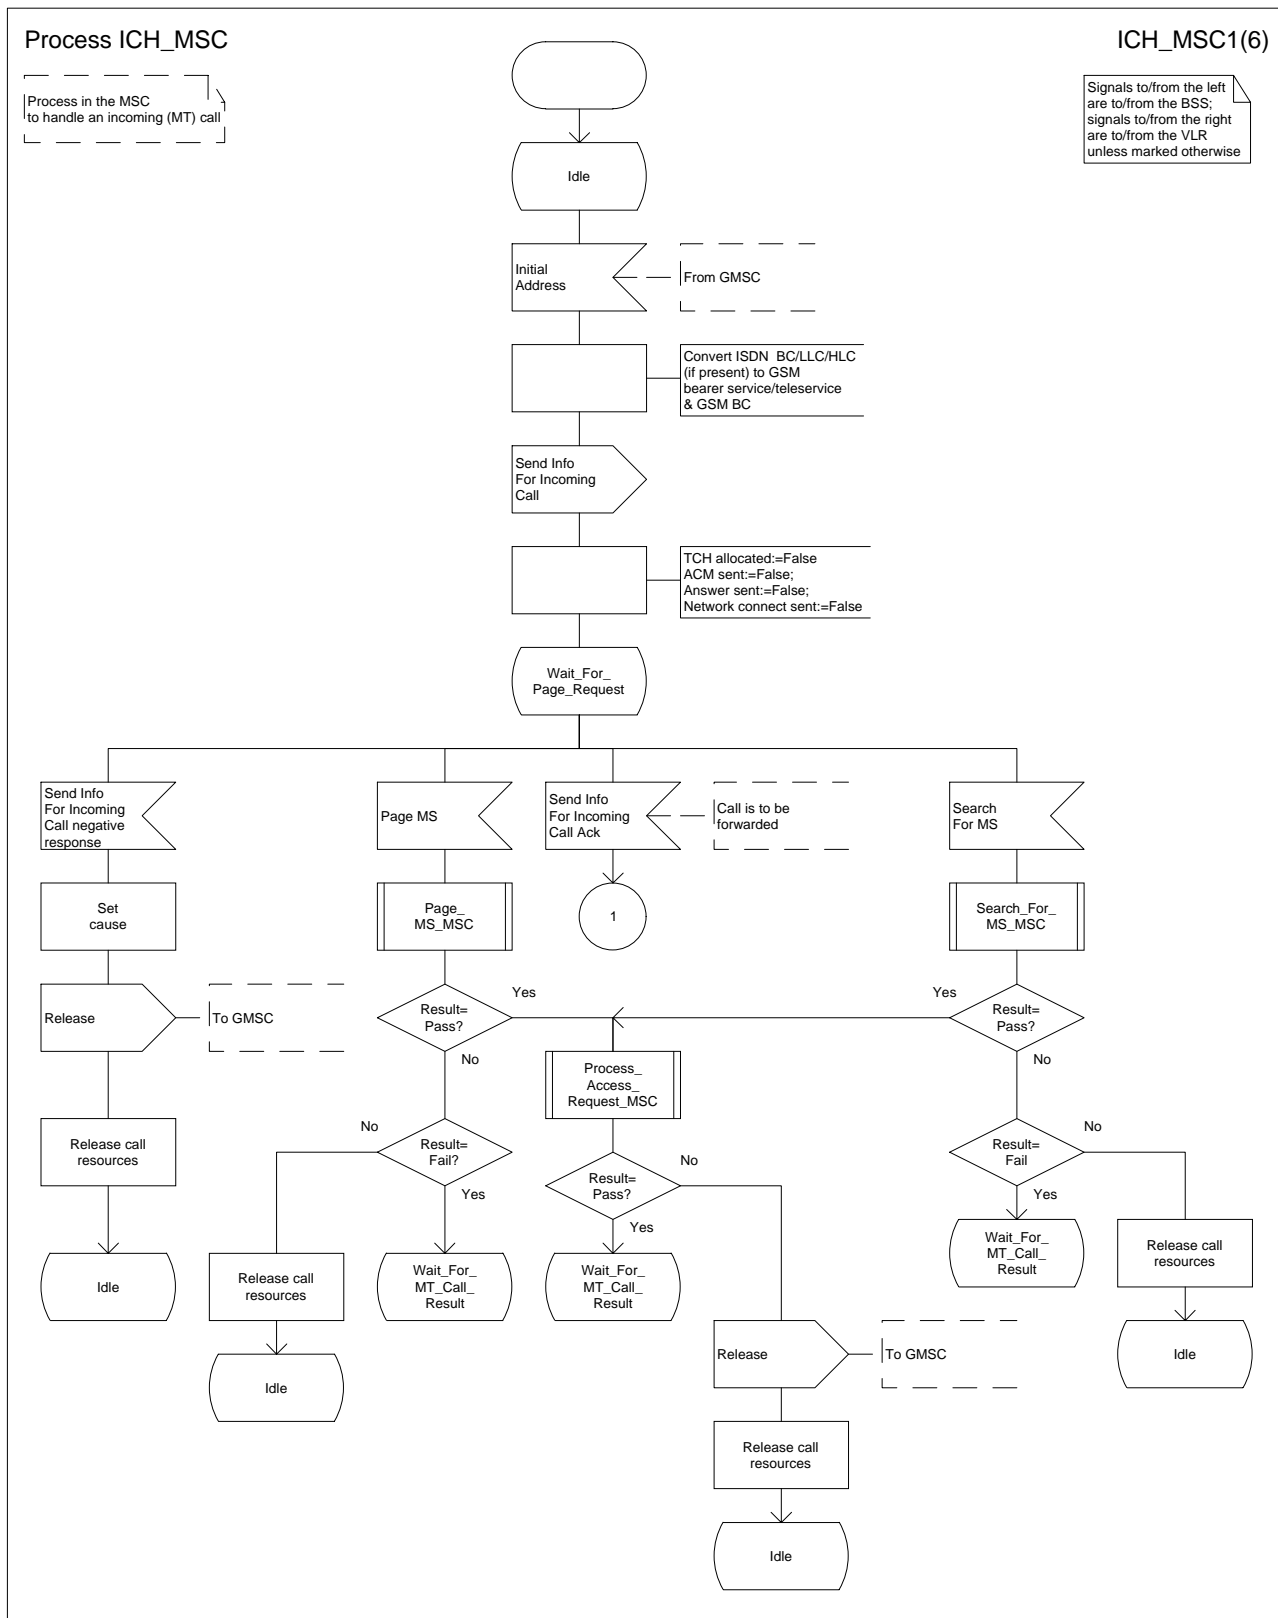 Process ICH_MSC
ICH_MSC1(6)
Process in the MSC
to handle an incoming (MT) call
Signals to/from the left
are to/from the BSS;
signals to/from the right
are to/from the VLR
unless marked otherwise
Idle
Initial
Address
From GMSC
Convert ISDN BC/LLC/HLC
(if present) to GSM
bearer service/teleservice
& GSM BC
Send Info
For Incoming
Call
TCH allocated:=False
ACM sent:=False;
Answer sent:=False;
Network connect sent:=False
Wait_For_
Page_Request
Send Info
For Incoming
Call negative
response
Page MS
Send Info
For Incoming
Call Ack
Call is to be
forwarded
Search
For MS
Set
cause
Page_
MS_MSC
1
Search_For_
MS_MSC
Release
To GMSC
Result=
Pass?
Yes
No
Yes
Result=
Pass?
No
Process_
Access_
Request_MSC
Release call
resources
No
Result=
Fail?
Yes
Result=
Pass?
No
Yes
Result=
Fail
No
Yes
Idle
Release call
resources
Wait_For_
MT_Call_
Result
Wait_For_
MT_Call_
Result
Wait_For_
MT_Call_
Result
Release call
resources
Idle
Release
To GMSC
Idle
Release call
resources
Idle